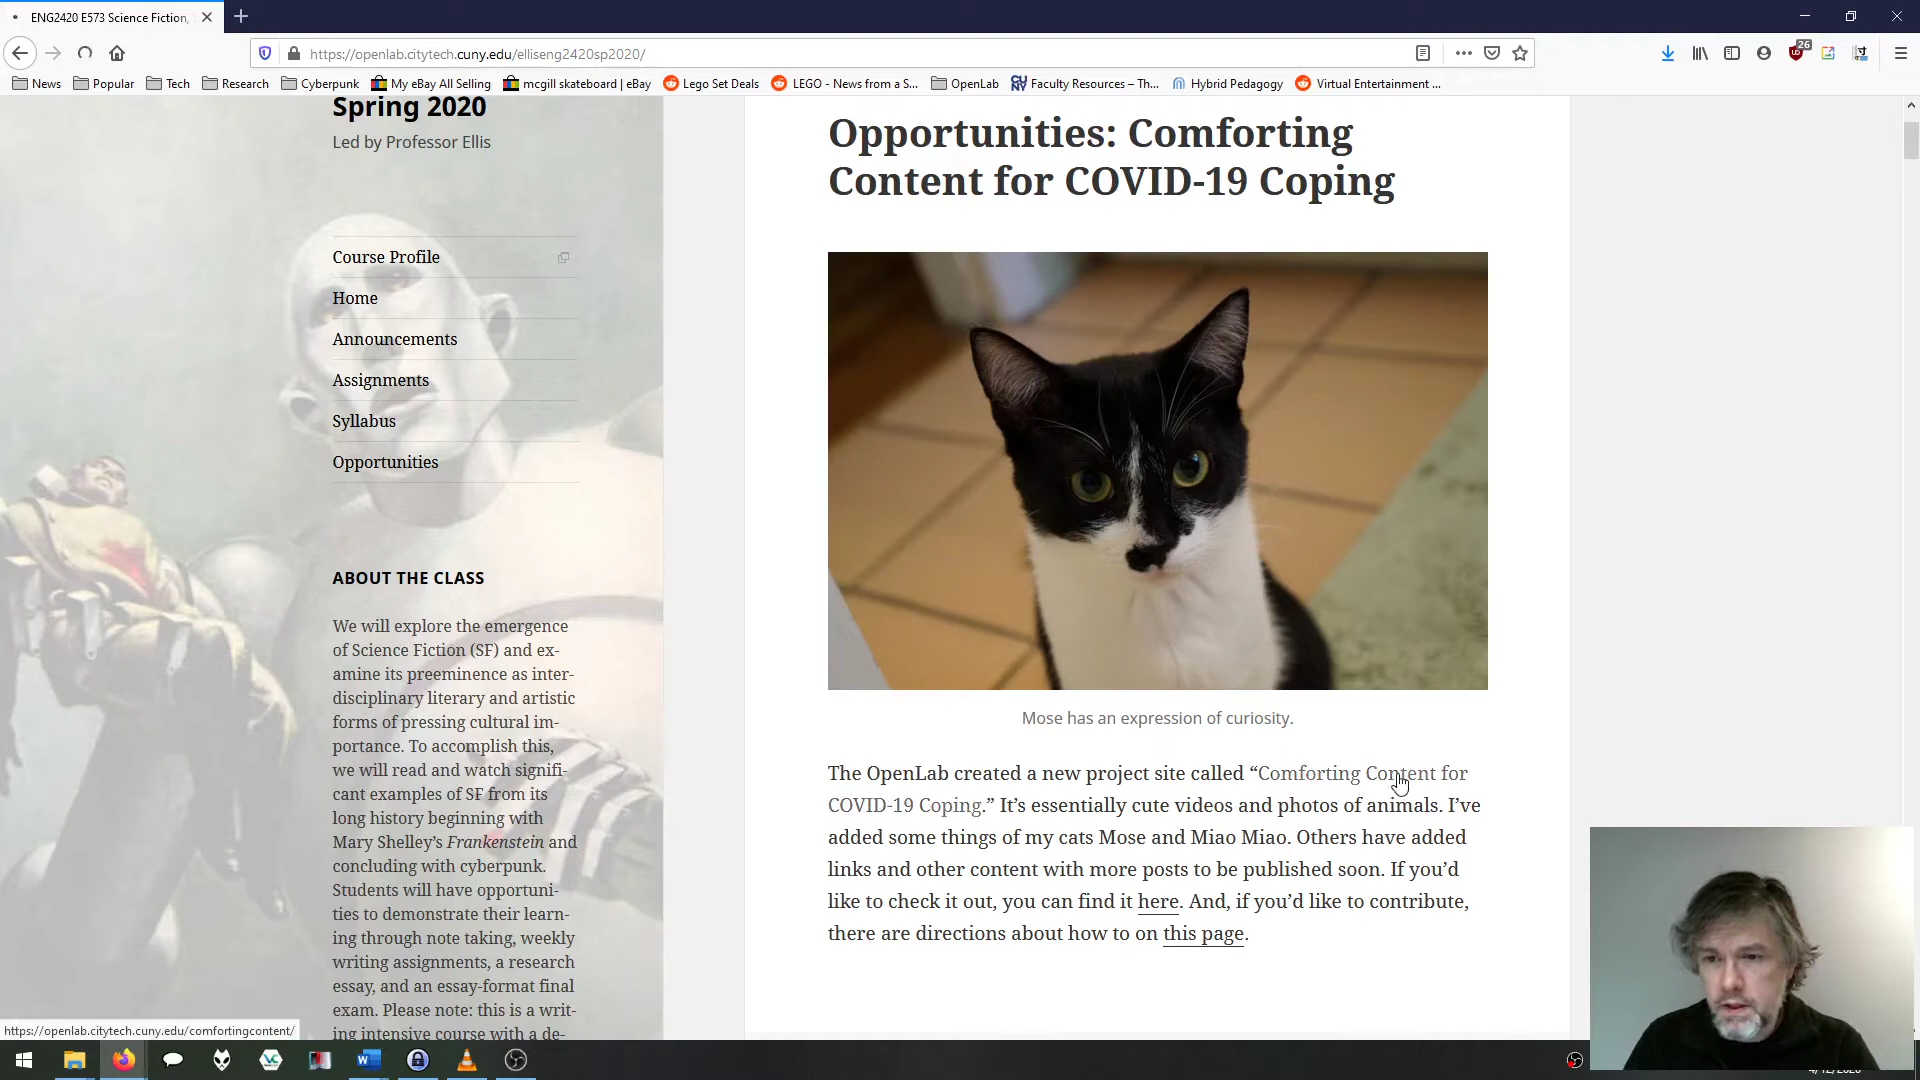 ENG2420 E573 Science Fiction,
https://openlab.citytech.cuny.edu/elliseng2420sp2020/
26
News
Popular
Tech
Research
Cyberpunk
My eBay All Selling
mcgill skateboard | eBay
Lego Set Deals
LEGO - News from a S...
OpenLab
Faculty Resources – Th...
Hybrid Pedagogy
Virtual Entertainment ...
Spring 2020
Led by Professor Ellis
Course Profile
Home
Announcements
Assignments
Syllabus
Opportunities
ABOUT THE CLASS
We will explore the emergence
of Science Fiction (SF) and ex-
amine its preeminence as inter-
disciplinary literary and artistic
forms of pressing cultural im-
portance. To accomplish this,
we will read and watch signifi-
cant examples of SF from its
long history beginning with
Mary Shelley’s Frankenstein and
concluding with cyberpunk.
Students will have opportuni-
ties to demonstrate their learn-
ing through note taking, weekly
writing assignments, a research
essay, and an essay-format final
exam. Please note: this is a writ-
ing intensive course with a de-
Opportunities: Comforting
Content for COVID-19 Coping
Mose has an expression of curiosity.
The OpenLab created a new project site called “Comforting Content for
COVID-19 Coping.” It’s essentially cute videos and photos of animals. I’ve
added some things of my cats Mose and Miao Miao. Others have added
links and other content with more posts to be published soon. If you’d
like to check it out, you can find it here. And, if you’d like to contribute,
there are directions about how to on this page.
https://openlab.citytech.cuny.edu/comfortingcontent/